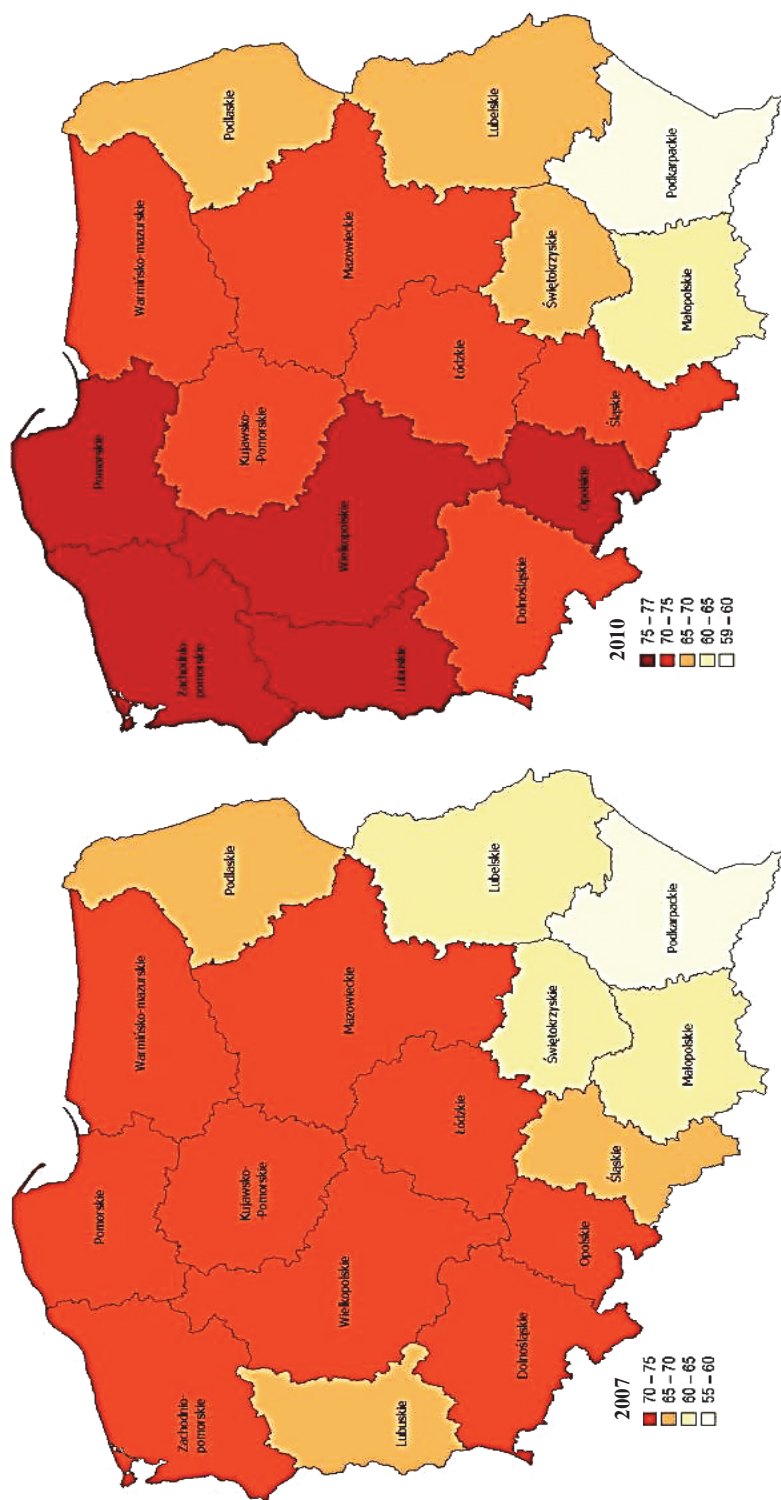 2007
70 – 75
65 – 70
60 – 65
55 – 60
Zachodnio-
pomorskie
Pomorskie
Warmińsko-mazurskie
Podlaskie
Kujawsko-
-Pomorskie
Mazowieckie
Wielkopolskie
Lubuskie
Łódzkie
Lubelskie
Dolnośląskie
Opolskie
Śląskie
Świętokrzyskie
Małopolskie
Podkarpackie
2010
75 – 77
70 – 75
65 – 70
60 – 65
59 – 60
Zachodnio-
pomorskie
Pomorskie
Warmińsko-mazurskie
Podlaskie
Kujawsko-
-Pomorskie
Mazowieckie
Wielkopolskie
Lubuskie
Łódzkie
Lubelskie
Dolnośląskie
Opolskie
Śląskie
Świętokrzyskie
Małopolskie
Podkarpackie